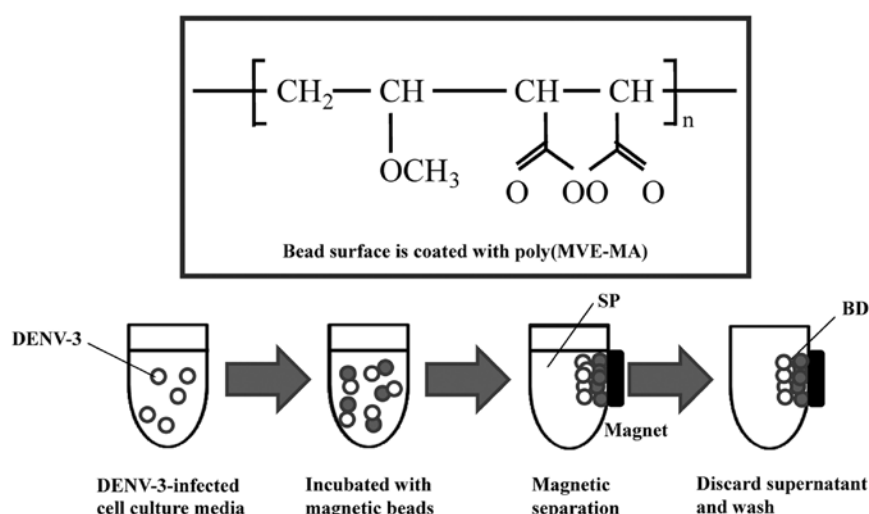 CH₂ CH CH CH n
OCH₃ O OO O
Bead surface is coated with poly(MVE-MA)
SP
DENV-3
BD
Magnet
DENV-3-infected
cell culture media
Incubated with
magnetic beads
Magnetic
separation
Discard supernatant
and wash